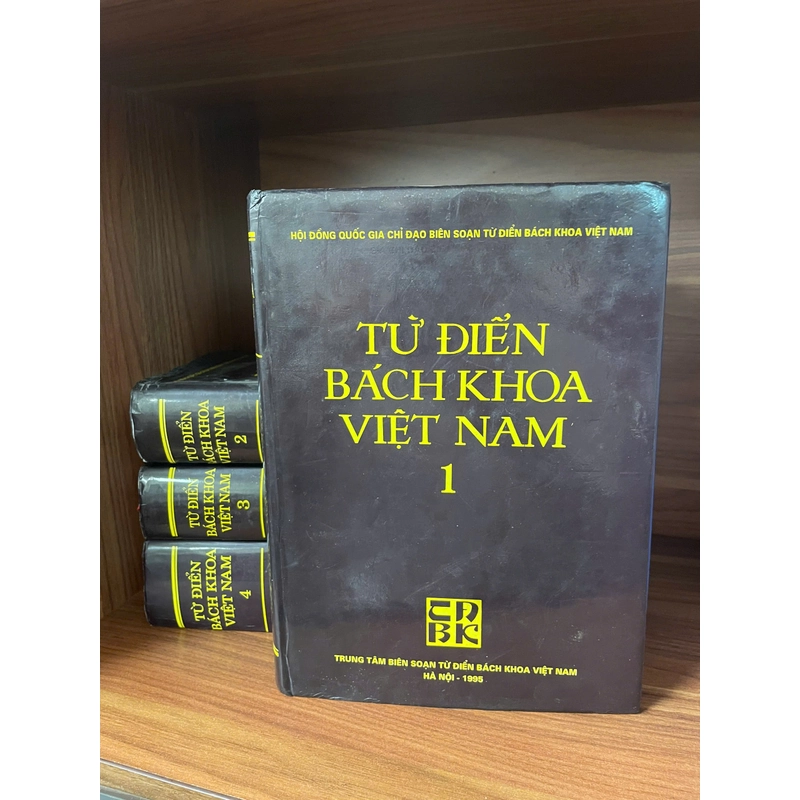 HỘI ĐỒNG QUỐC GIA CHỈ ĐẠO BIÊN SOẠN TỪ ĐIỂN BÁCH KHOA VIỆT NAM
TỪ ĐIỂN
BÁCH KHOA
VIỆT NAM
1
TRUNG TÂM BIÊN SOẠN TỪ ĐIỂN BÁCH KHOA VIỆT NAM
HÀ NỘI - 1995
TỪ ĐIỂN
BÁCH KHOA
VIỆT NAM
2
TỪ ĐIỂN
BÁCH KHOA
VIỆT NAM
3
TỪ ĐIỂN
BÁCH KHOA
VIỆT NAM
4